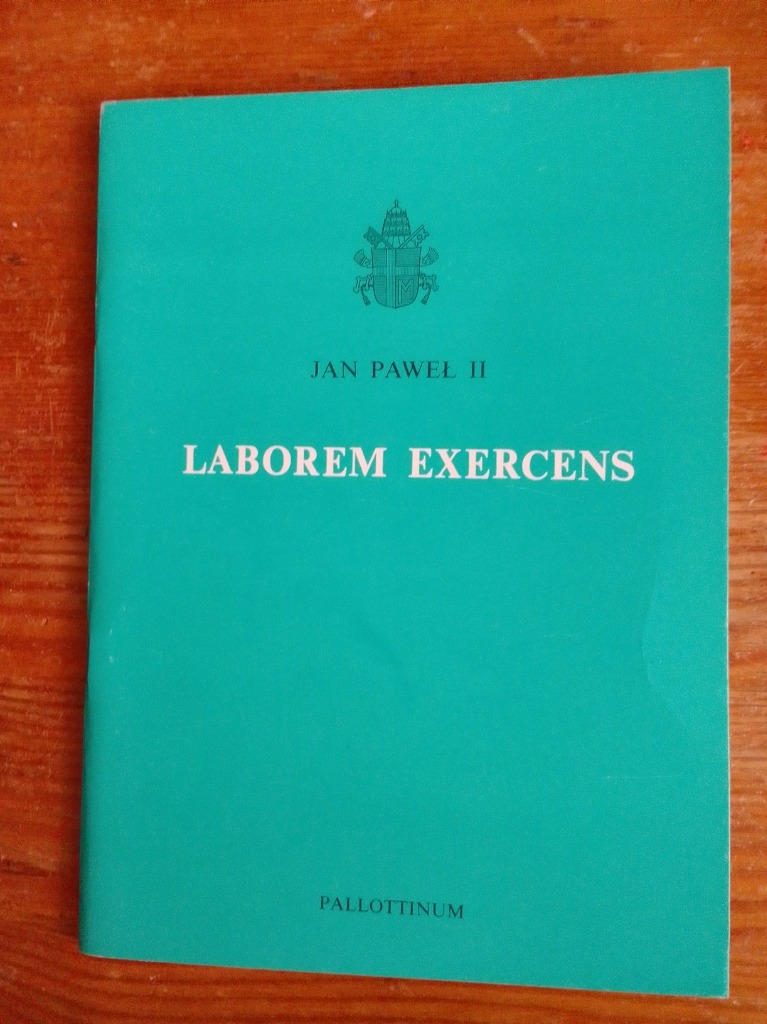 JAN PAWEŁ II
LABOREM EXERCENS
PALLOTTINUM